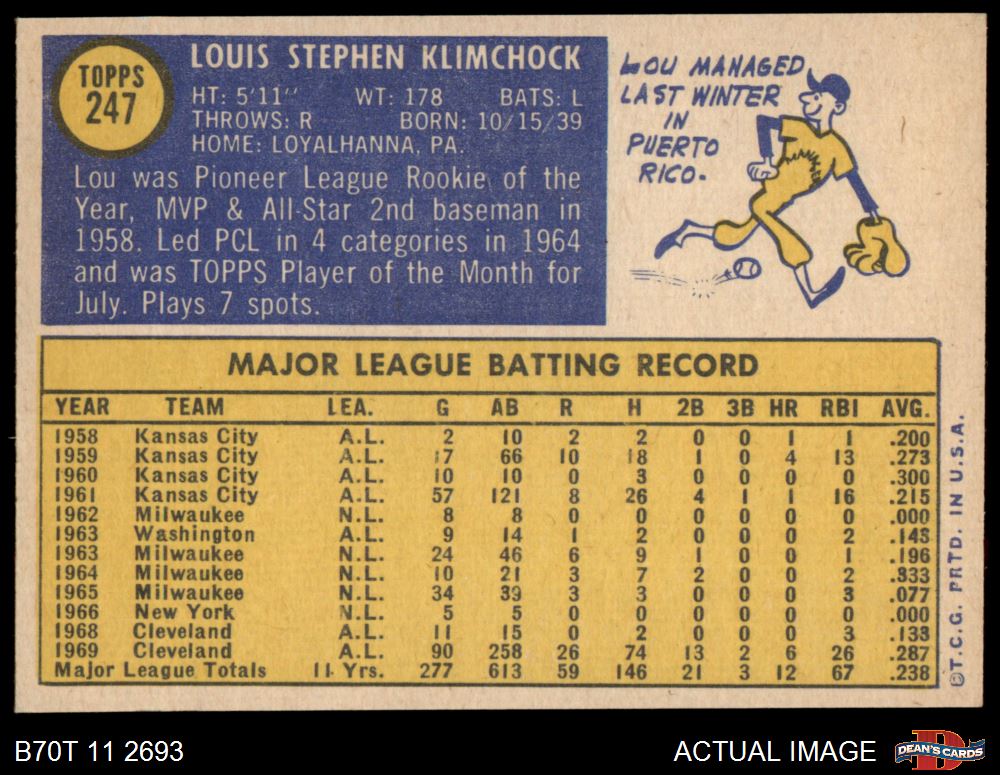 TOPPS
247
LOUIS STEPHEN KLIMCHOCK
HT: 5'11" WT: 178 BATS: L
THROWS: R BORN: 10/15/39
HOME: LOYALHANNA, PA.
Lou was Pioneer League Rookie of the
Year, MVP & All-Star 2nd baseman in
1958. Led PCL in 4 categories in 1964
and was TOPPS Player of the Month for
July. Plays 7 spots.
LOU MANAGED
LAST WINTER
IN
PUERTO
RICO.
MAJOR LEAGUE BATTING RECORD
YEAR TEAM LEA. G AB R H 2B 3B HR RBI AVG.
1958 Kansas City A.L. 2 10 2 2 0 0 1 1 .200
1959 Kansas City A.L. 17 66 10 18 1 0 4 13 .273
1960 Kansas City A.L. 10 10 0 3 0 0 0 0 .300
1961 Kansas City A.L. 57 121 8 26 4 1 1 16 .215
1962 Milwaukee N.L. 8 8 0 0 0 0 0 0 .000
1963 Washington A.L. 9 14 1 2 0 0 0 2 .143
1963 Milwaukee N.L. 24 46 6 9 1 0 0 1 .196
1964 Milwaukee N.L. 10 21 3 7 2 0 0 2 .333
1965 Milwaukee N.L. 34 39 3 3 0 0 0 3 .077
1966 New York N.L. 5 5 0 0 0 0 0 0 .000
1968 Cleveland A.L. 11 15 0 2 0 0 0 3 .133
1969 Cleveland A.L. 90 258 26 74 13 2 6 26 .287
Major League Totals 11 Yrs. 277 613 59 146 21 3 12 67 .238
©T.C.G. PRTD. IN U.S.A.
B70T 11 2693
ACTUAL IMAGE
DEAN'S CARDS